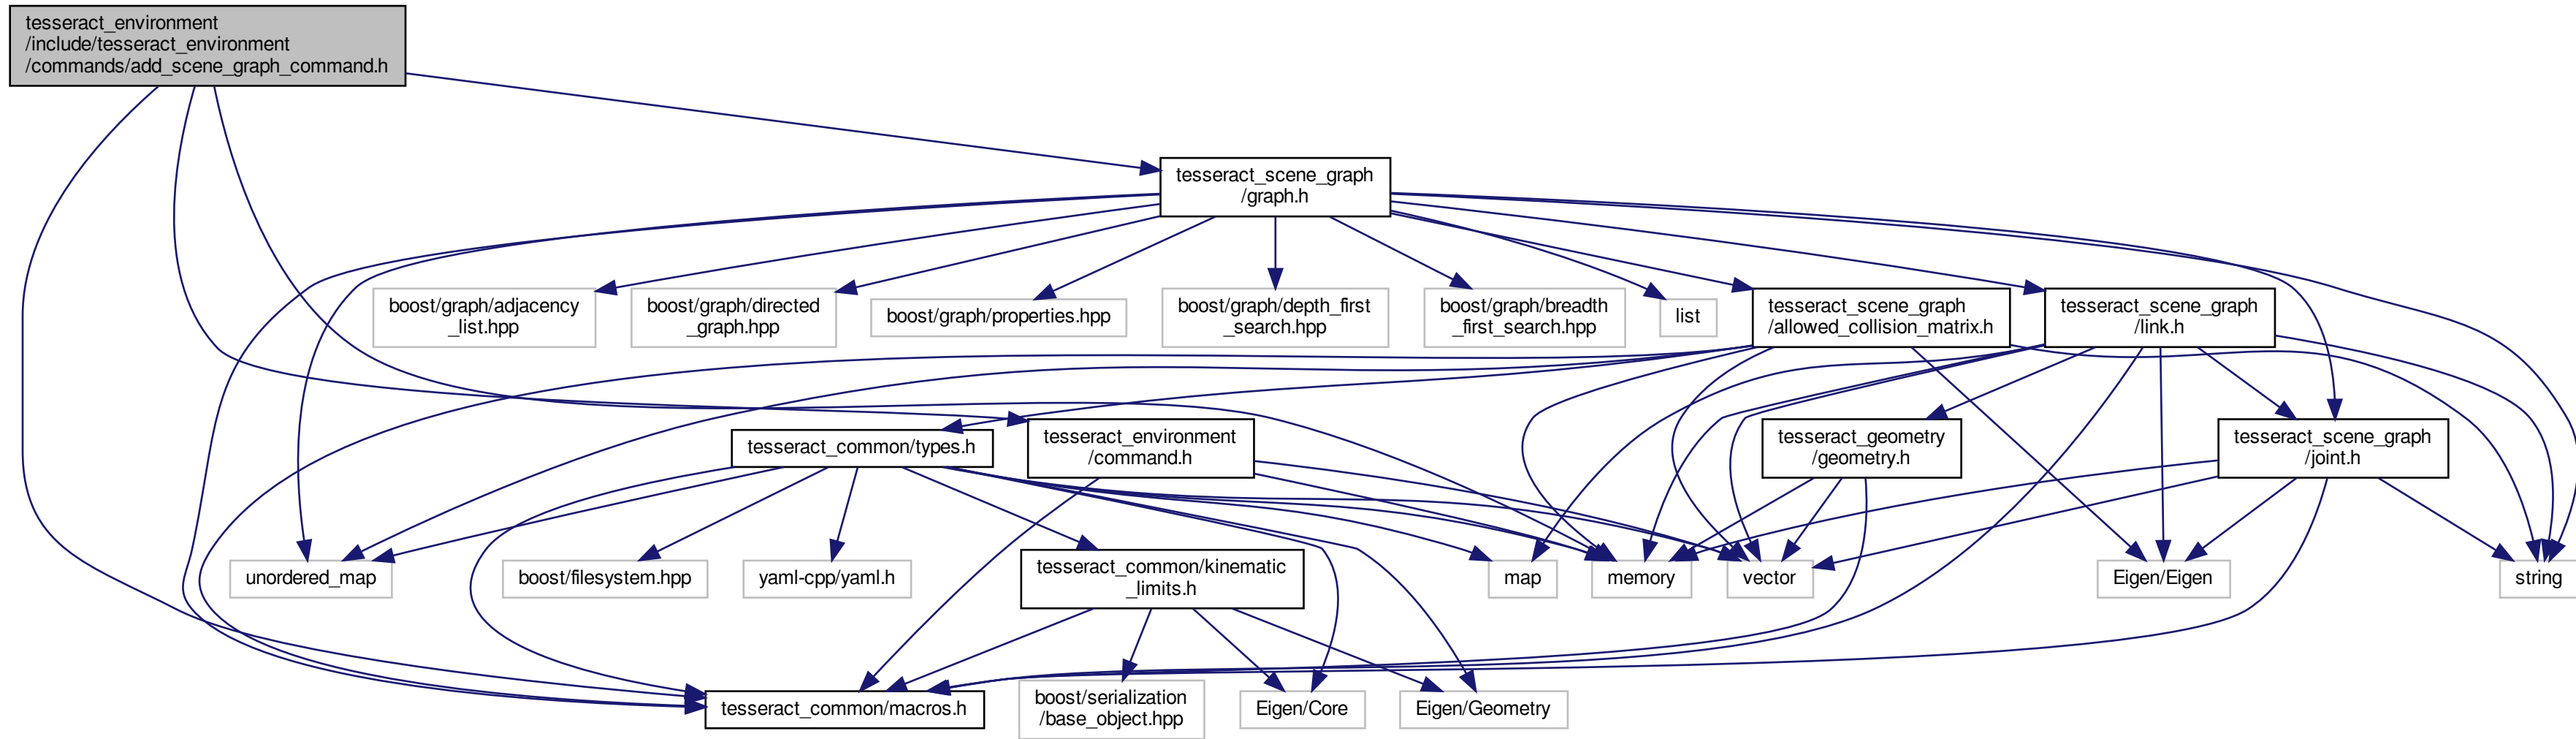 tesseract_environment
/include/tesseract_environment
/commands/add_scene_graph_command.h
tesseract_scene_graph
/graph.h
boost/graph/adjacency
_list.hpp
boost/graph/directed
_graph.hpp
boost/graph/properties.hpp
boost/graph/depth_first
_search.hpp
boost/graph/breadth
_first_search.hpp
list
tesseract_scene_graph
/allowed_collision_matrix.h
tesseract_scene_graph
/link.h
tesseract_common/types.h
tesseract_environment
/command.h
tesseract_geometry
/geometry.h
tesseract_scene_graph
/joint.h
unordered_map
boost/filesystem.hpp
yaml-cpp/yaml.h
tesseract_common/kinematic
_limits.h
map
memory
vector
Eigen/Eigen
string
tesseract_common/macros.h
boost/serialization
/base_object.hpp
Eigen/Core
Eigen/Geometry